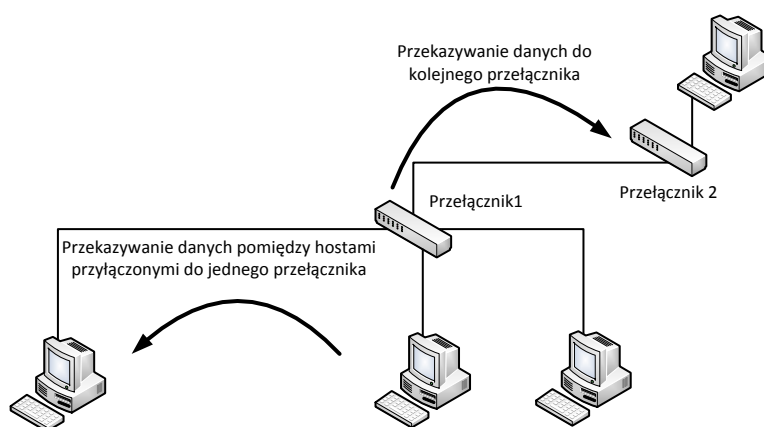 Przekazywanie danych do
kolejnego przełącznika
Przełącznik 2
Przełącznik1
Przekazywanie danych pomiędzy hostami
przyłączonymi do jednego przełącznika